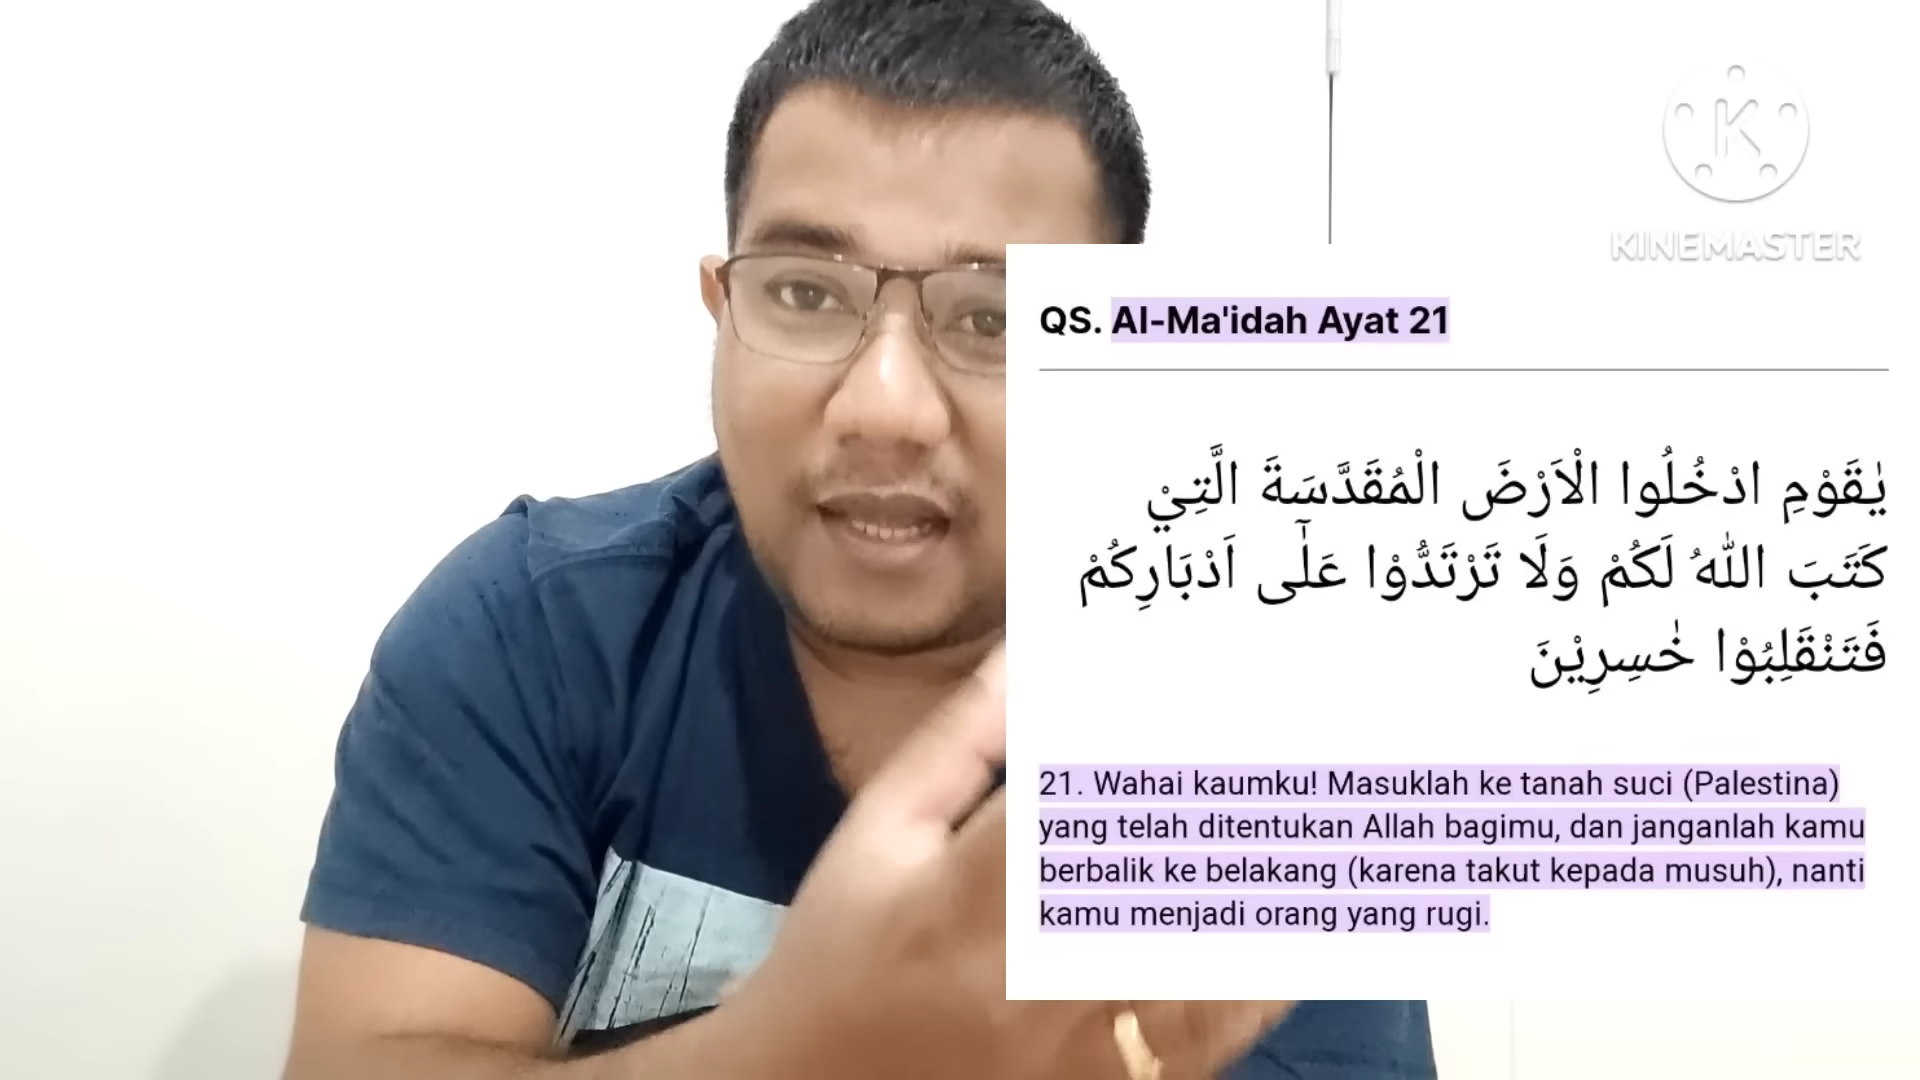 K
KINEMASTER
QS. Al-Ma'idah Ayat 21
يٰقَوْمِ ادْخُلُوا الْاَرْضَ الْمُقَدَّسَةَ الَّتِيْ
كَتَبَ اللّٰهُ لَكُمْ وَلَا تَرْتَدُّوْا عَلٰٓى اَدْبَارِكُمْ
فَتَنْقَلِبُوْا خٰسِرِيْنَ
21. Wahai kaumku! Masuklah ke tanah suci (Palestina)
yang telah ditentukan Allah bagimu, dan janganlah kamu
berbalik ke belakang (karena takut kepada musuh), nanti
kamu menjadi orang yang rugi.